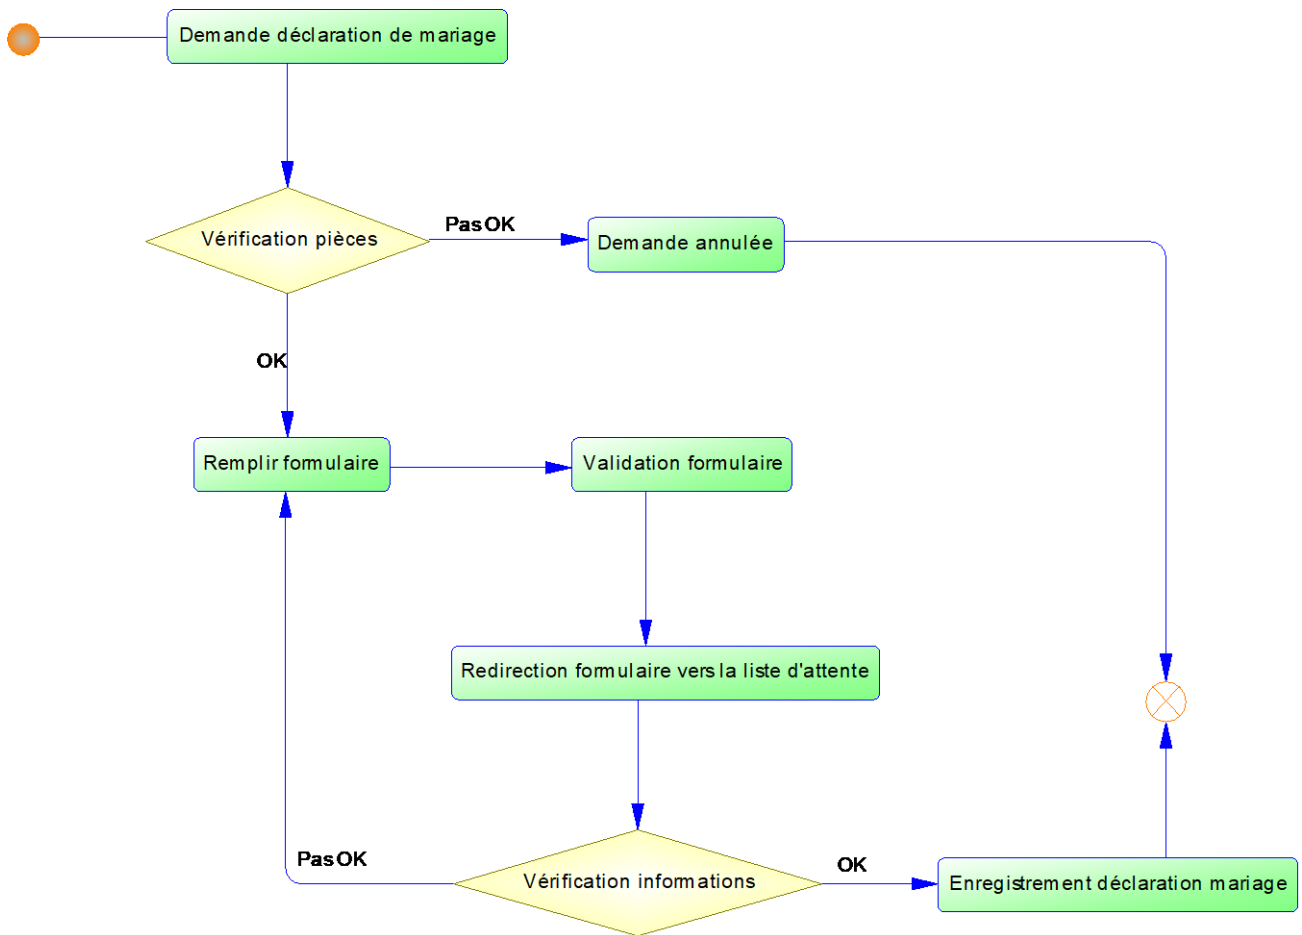 Demande déclaration de mariage
Vérification pièces
Pas OK
Demande annulée
OK
Remplir formulaire
Validation formulaire
Redirection formulaire vers la liste d'attente
Pas OK
Vérification informations
OK
Enregistrement déclaration mariage